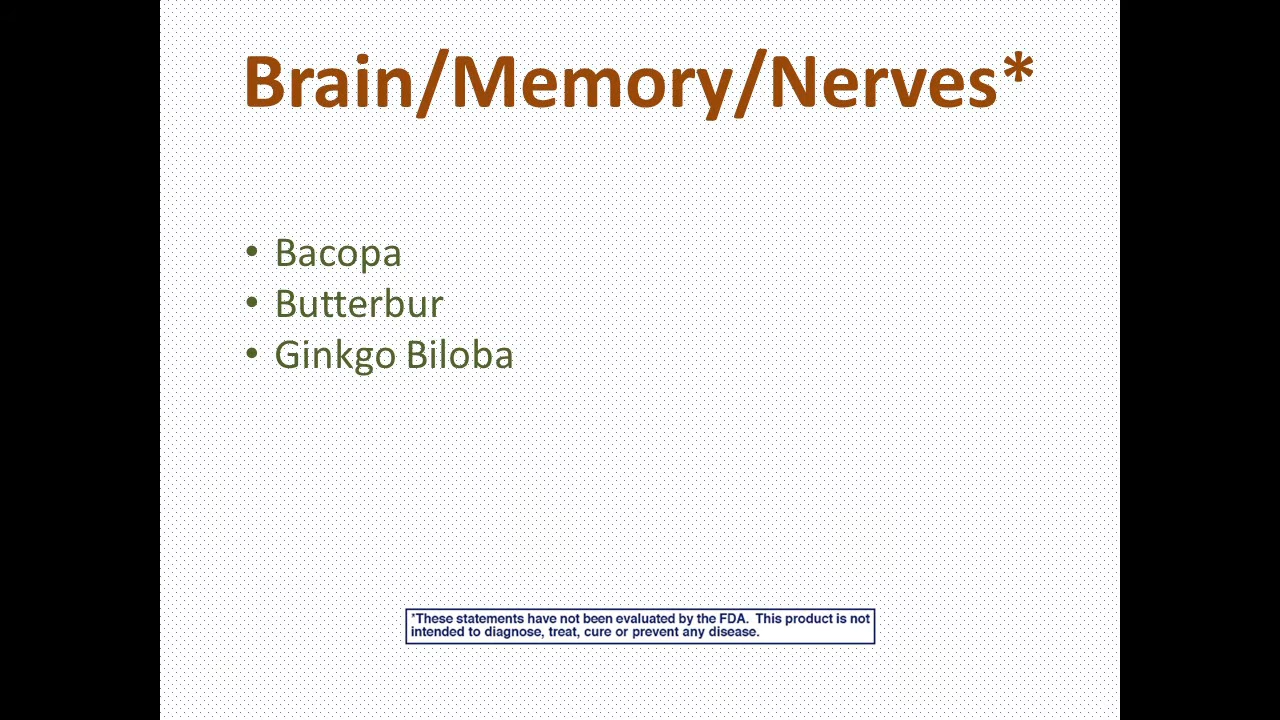 Brain/Memory/Nerves*
• Bacopa
• Butterbur
• Ginkgo Biloba
*These statements have not been evaluated by the FDA.  This product is not
intended to diagnose, treat, cure or prevent any disease.